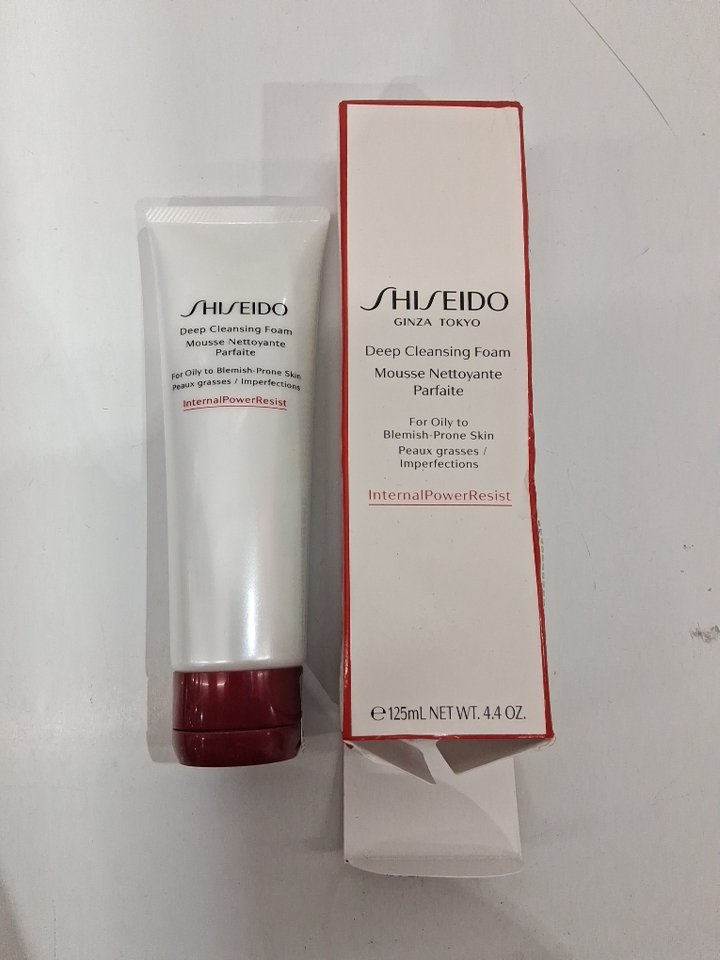 SHISEIDO
Deep Cleansing Foam
Mousse Nettoyante
Parfaite
For Oily to Blemish-Prone Skin
Peaux grasses / Imperfections
InternalPowerResist
SHISEIDO
GINZA TOKYO
Deep Cleansing Foam
Mousse Nettoyante
Parfaite
For Oily to
Blemish-Prone Skin
Peaux grasses /
Imperfections
InternalPowerResist
℮125mL NET WT. 4.4 OZ.